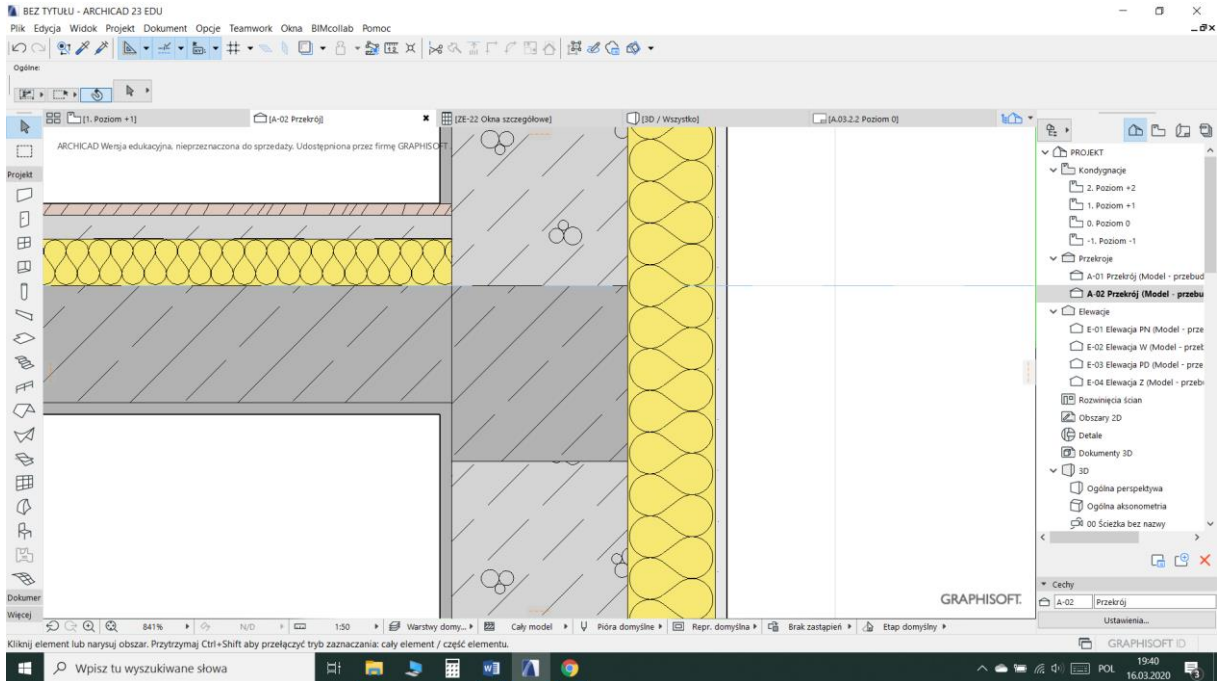 BEZ TYTUŁU - ARCHICAD 23 EDU
Plik Edycja Widok Projekt Dokument Opcje Teamwork Okna BIMcollab Pomoc
Ogólne:
[1. Poziom +1] [A-02 Przekrój] [ZE-22 Okna szczegółowe] [3D / Wszystko] [A.03.2.2 Poziom 0]
ARCHICAD Wersja edukacyjna, nieprzeznaczona do sprzedaży. Udostępniona przez firmę GRAPHISOFT
Projekt
PROJEKT
Kondygnacje
2. Poziom +2
1. Poziom +1
0. Poziom 0
-1. Poziom -1
Przekroje
A-01 Przekrój (Model - przebud
A-02 Przekrój (Model - przebu
Elewacje
E-01 Elewacja PN (Model - prze
E-02 Elewacja W (Model - przeb
E-03 Elewacja PD (Model - prze
E-04 Elewacja Z (Model - przebu
Rozwinięcia ścian
Obszary 2D
Detale
Dokumenty 3D
3D
Ogólna perspektywa
Ogólna aksonometria
00 Ścieżka bez nazwy
Cechy
A-02 Przekrój
Ustawienia...
GRAPHISOFT.
Dokumer
Więcej
841% N/D 1:50 Warstwy domy... Cały model Pióra domyślne Repr. domyślna Brak zastąpień Etap domyślny
Kliknij element lub narysuj obszar. Przytrzymaj Ctrl+Shift aby przełączyć tryb zaznaczania: cały element / część elementu.
GRAPHISOFT ID
Wpisz tu wyszukiwane słowa
POL
19:40
16.03.2020